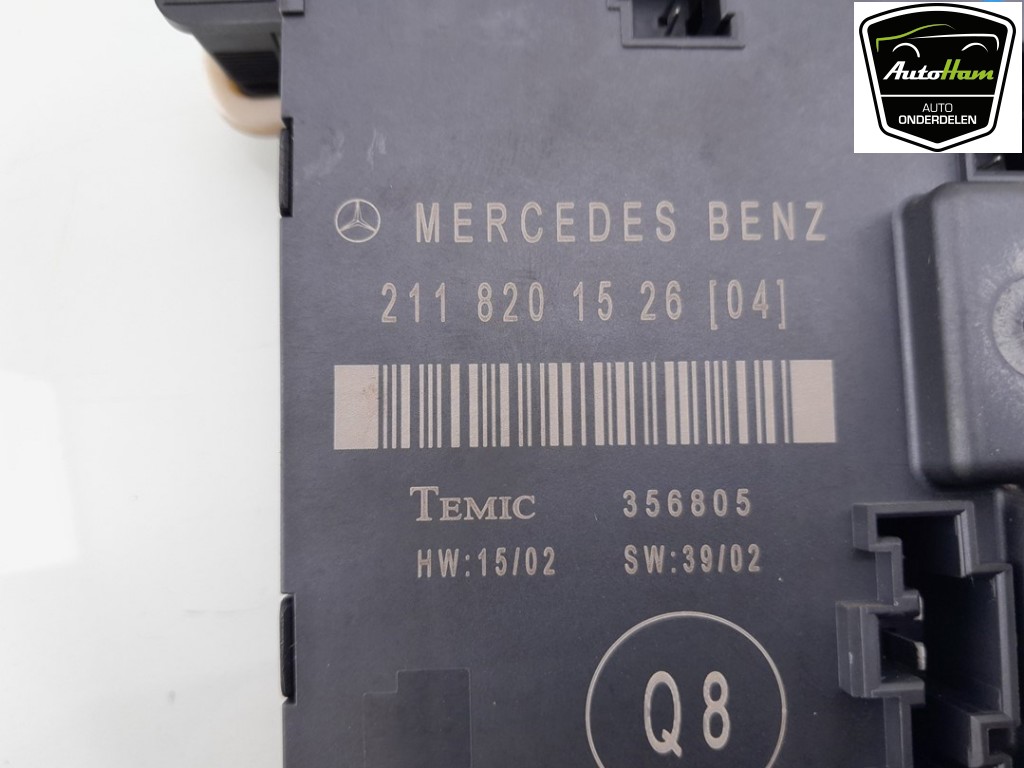 AutoHam
AUTO
ONDERDELEN
MERCEDES BENZ
211 820 15 26 [04]
TEMIC 356805
HW:15/02 SW:39/02
Q8